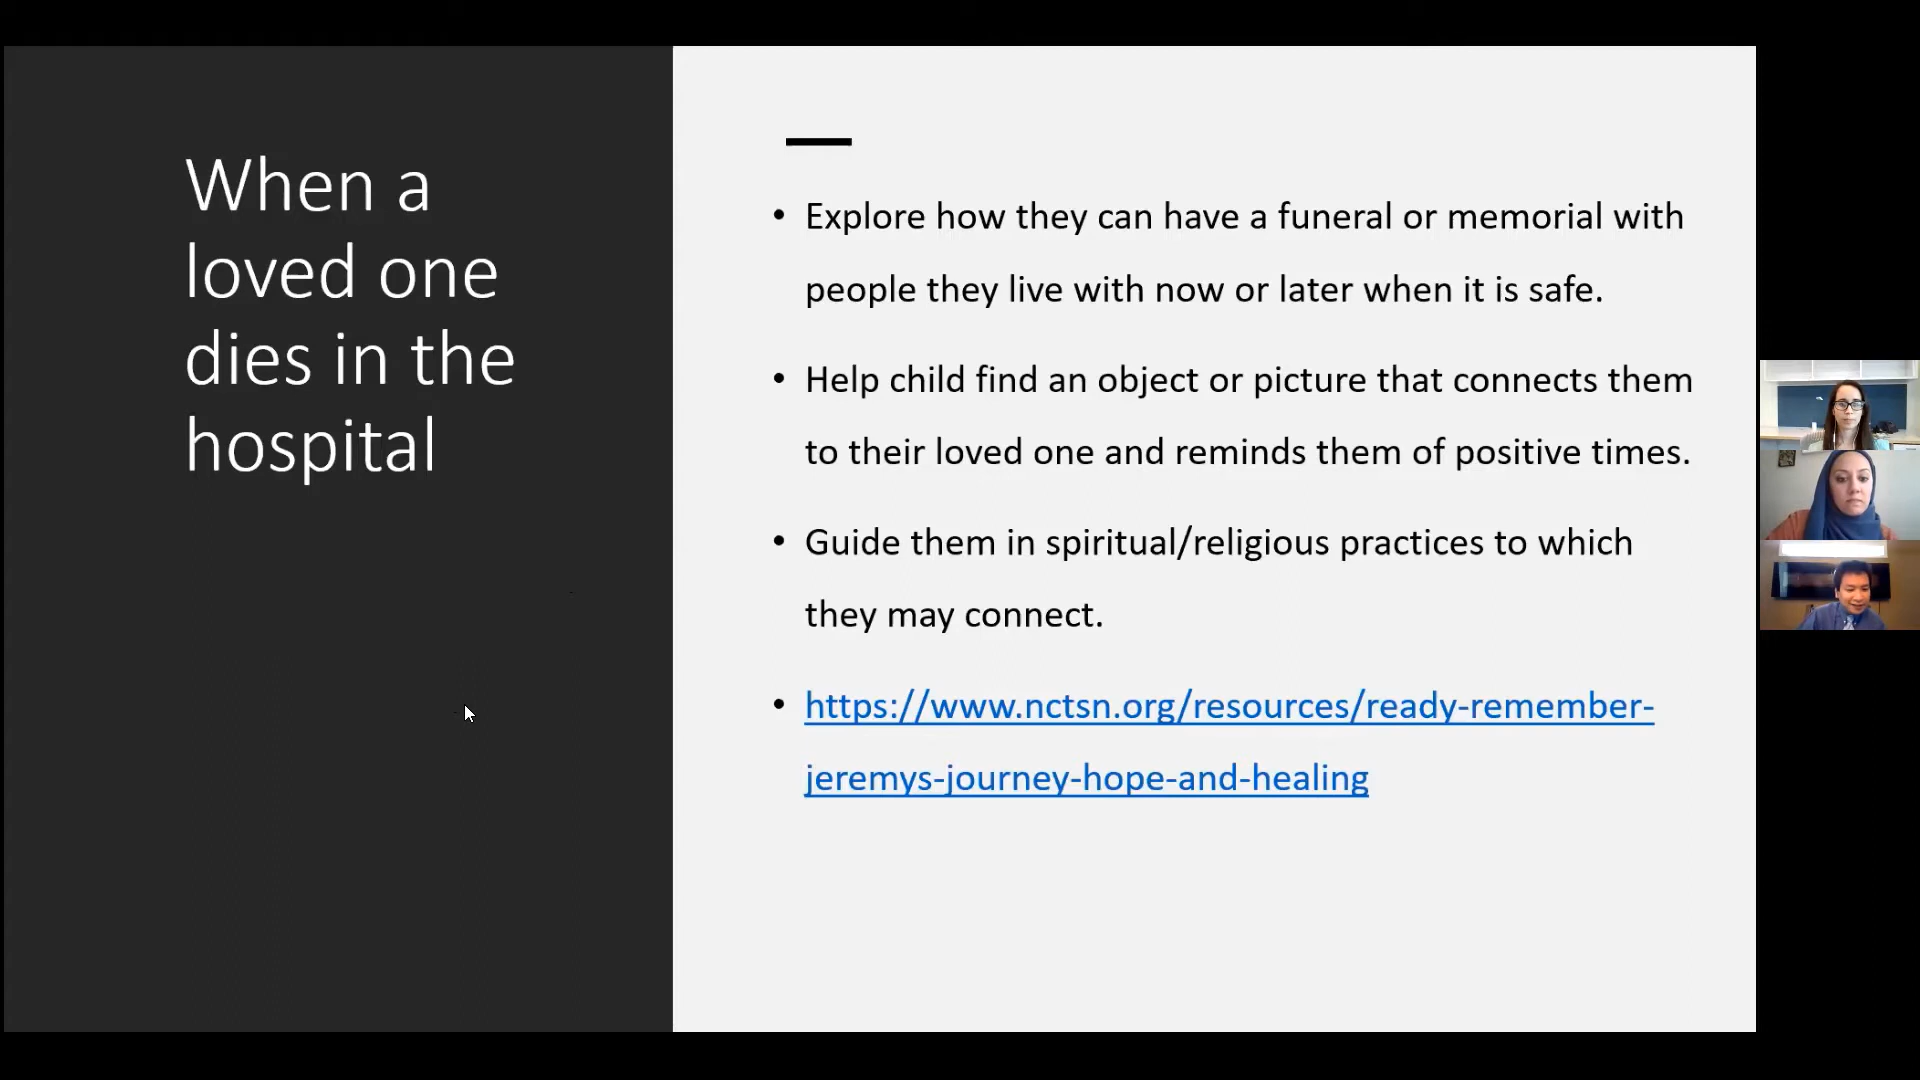 When a
loved one
dies in the
hospital
• Explore how they can have a funeral or memorial with
people they live with now or later when it is safe.
• Help child find an object or picture that connects them
to their loved one and reminds them of positive times.
• Guide them in spiritual/religious practices to which
they may connect.
• https://www.nctsn.org/resources/ready-remember-
jeremys-journey-hope-and-healing